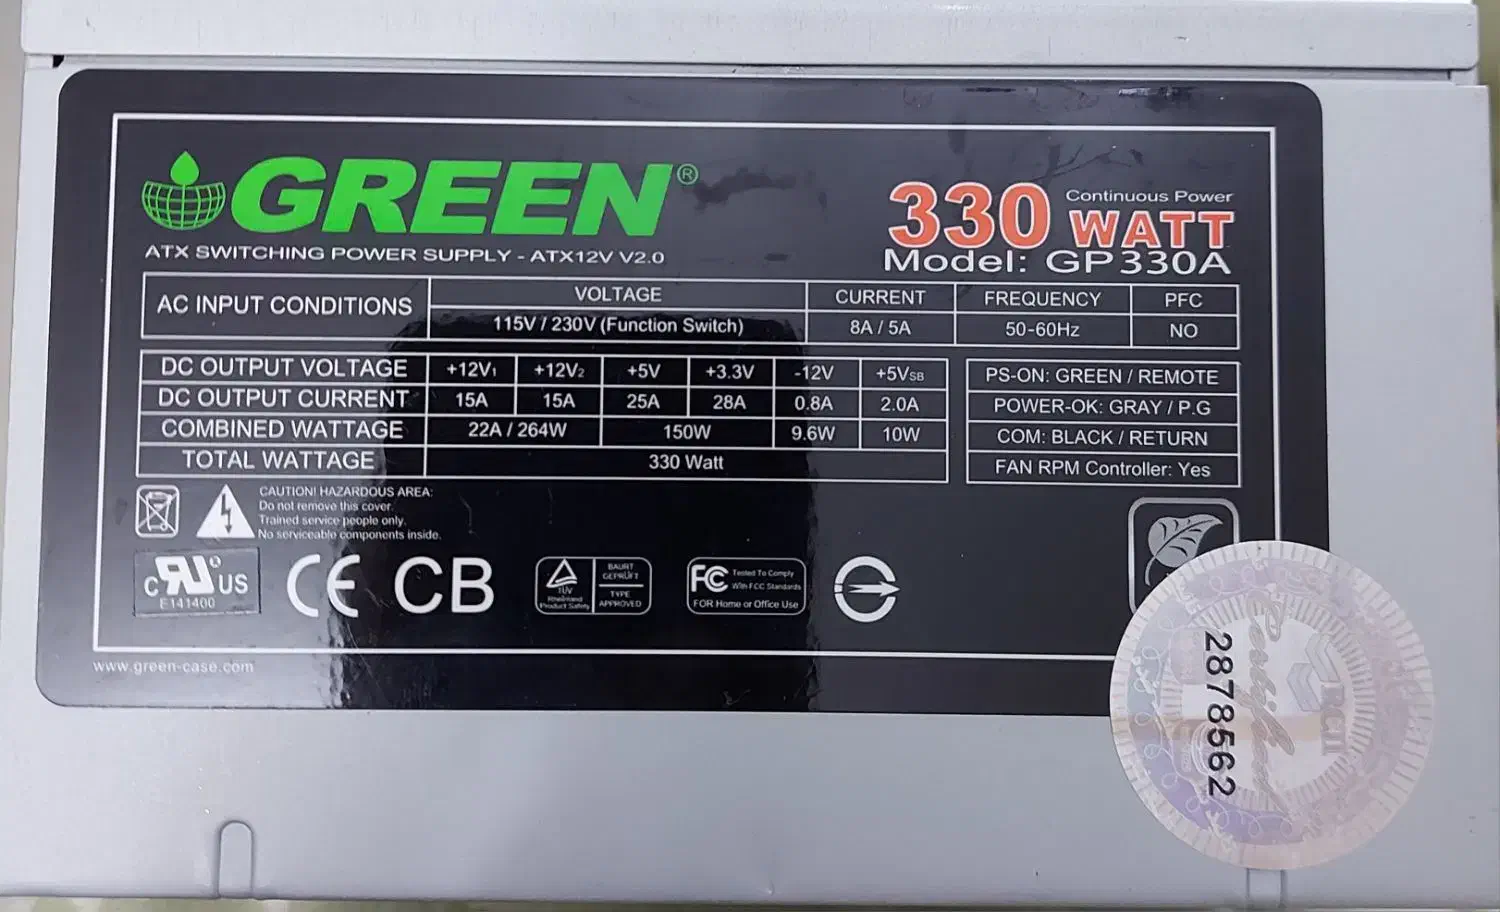 GREEN®
ATX SWITCHING POWER SUPPLY - ATX12V V2.0
330 Continuous Power WATT
Model: GP330A
AC INPUT CONDITIONS VOLTAGE CURRENT FREQUENCY PFC
115V / 230V (Function Switch) 8A / 5A 50-60Hz NO
DC OUTPUT VOLTAGE +12V1 +12V2 +5V +3.3V -12V +5VSB
DC OUTPUT CURRENT 15A 15A 25A 28A 0.8A 2.0A
COMBINED WATTAGE 22A / 264W 150W 9.6W 10W
TOTAL WATTAGE 330 Watt
PS-ON: GREEN / REMOTE
POWER-OK: GRAY / P.G
COM: BLACK / RETURN
FAN RPM Controller: Yes
CAUTION! HAZARDOUS AREA:
Do not remove this cover.
Trained service people only.
No serviceable components inside.
c RU® US
E141400
CE
CB
TÜV
Rheinland
Product Safety
BAURT
GEPRÜFT
TYPE
APPROVED
FC Tested To Comply
With FCC Standards
FOR Home or Office Use
www.green-case.com
2878562